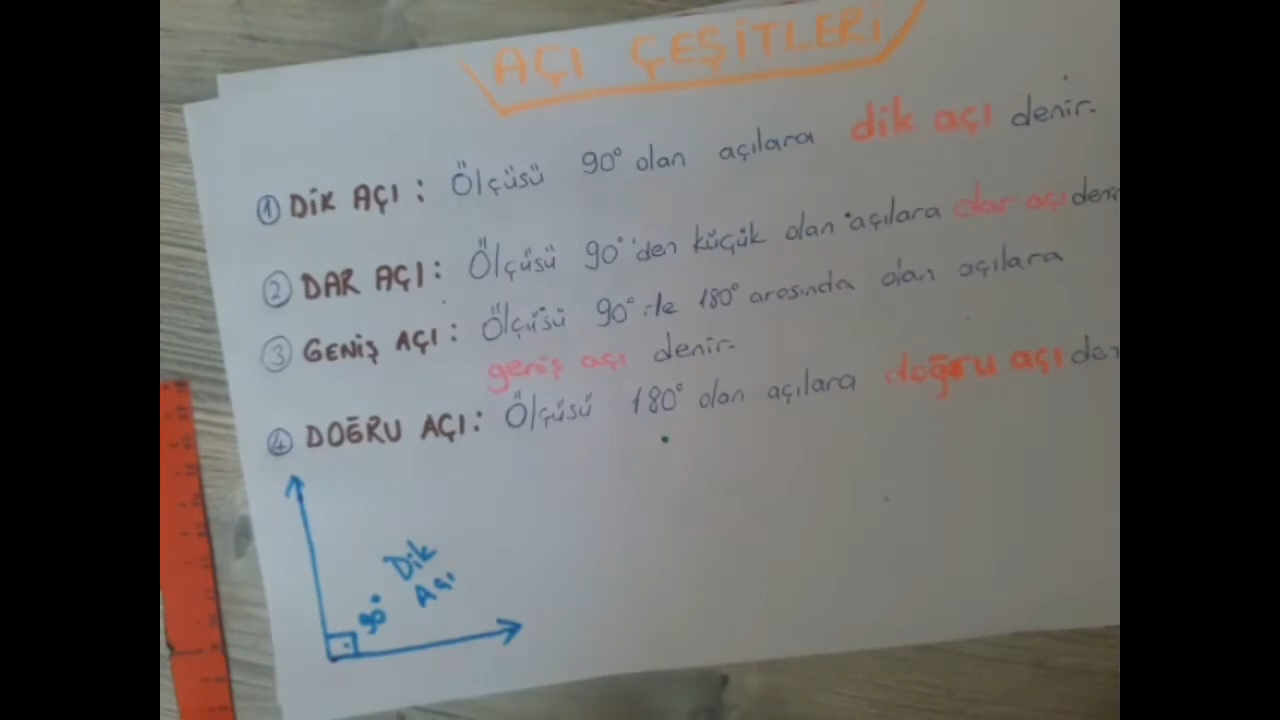 AÇI ÇEŞİTLERİ
① DİK AÇI : Ölçüsü 90° olan açılara dik açı denir.
② DAR AÇI : Ölçüsü 90°'den küçük olan açılara dar açı
③ GENİŞ AÇI : Ölçüsü 90° ile 180° arasında olan açılara
geniş açı denir.
④ DOĞRU AÇI : Ölçüsü 180° olan açılara doğru açı
90° Dik
Açı